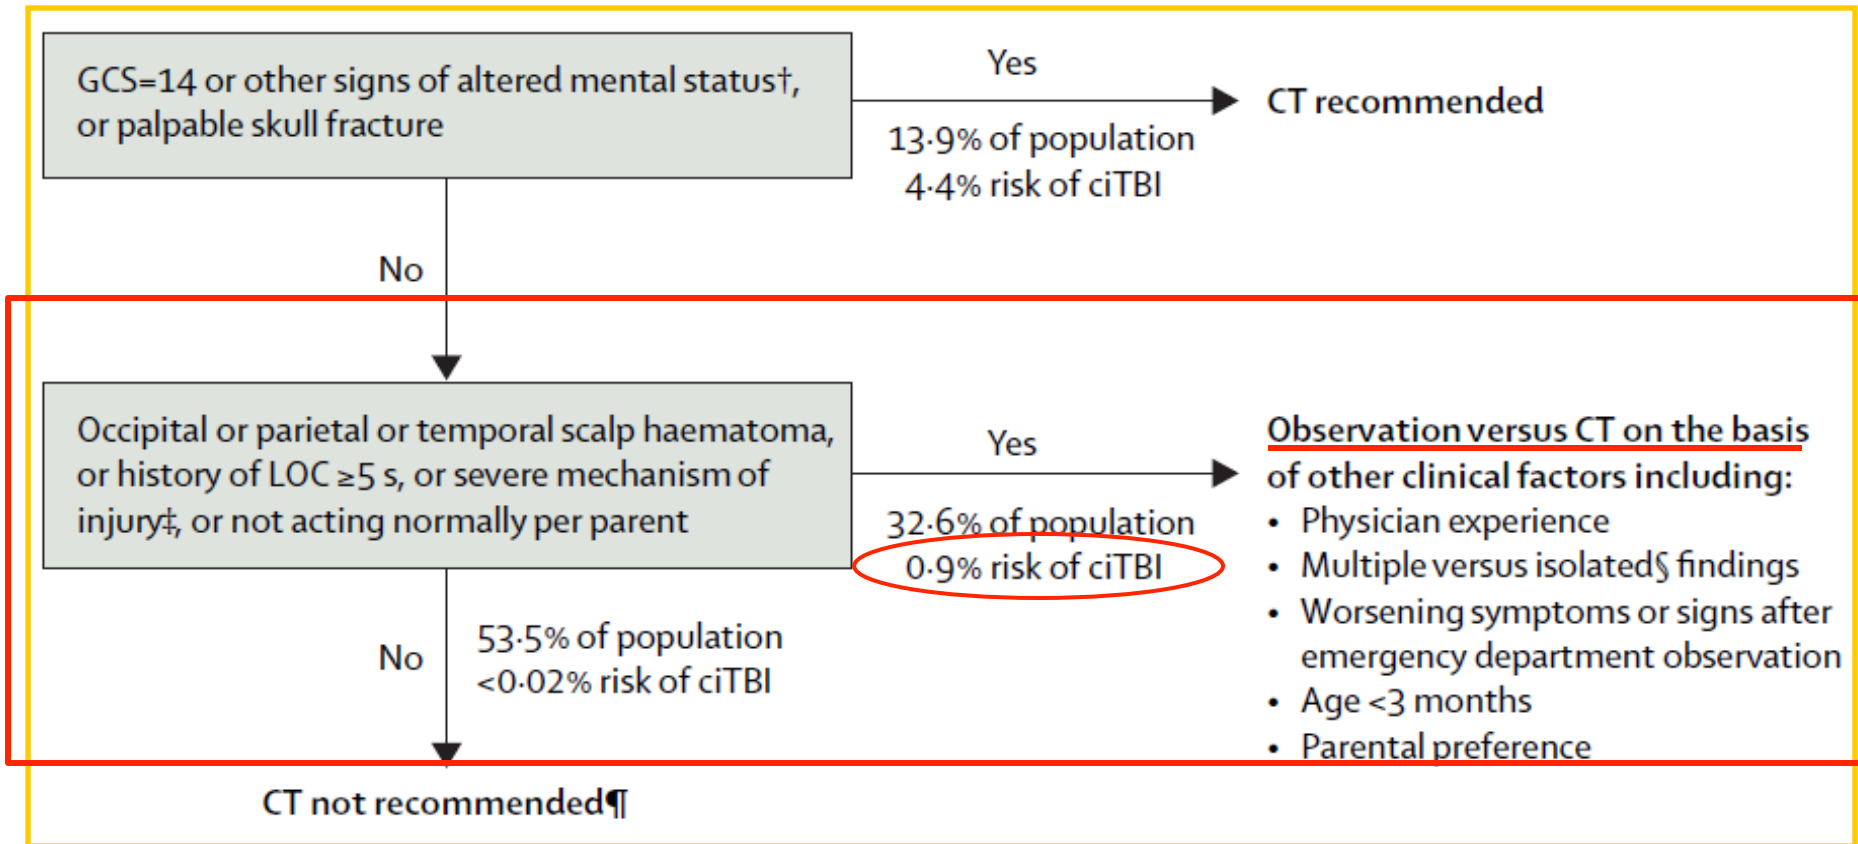 GCS=14 or other signs of altered mental status†,
or palpable skull fracture
Yes
13·9% of population
4·4% risk of ciTBI
CT recommended
No
Occipital or parietal or temporal scalp haematoma,
or history of LOC ≥5 s, or severe mechanism of
injury‡, or not acting normally per parent
Yes
32·6% of population
0·9% risk of ciTBI
Observation versus CT on the basis
of other clinical factors including:
• Physician experience
• Multiple versus isolated§ findings
• Worsening symptoms or signs after
emergency department observation
• Age <3 months
• Parental preference
No
53·5% of population
<0·02% risk of ciTBI
CT not recommended¶